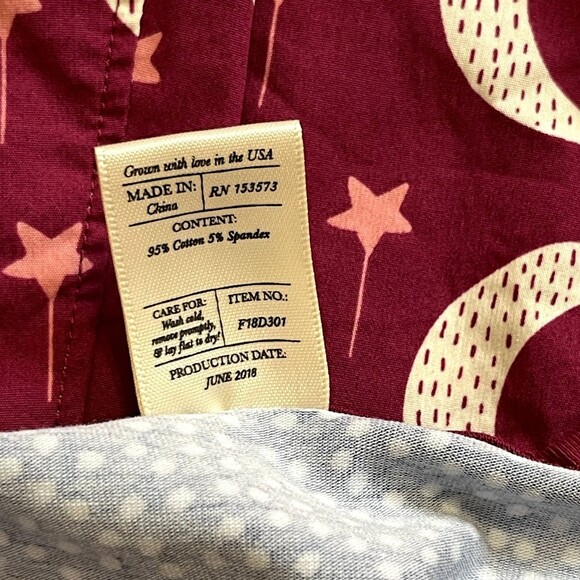 Grown with love in the USA
MADE IN:
China
RN 153573
CONTENT:
95% Cotton 5% Spandex
CARE FOR:
Wash cold,
remove promptly,
& lay flat to dry!
ITEM NO.:
F18D301
PRODUCTION DATE:
JUNE 2018